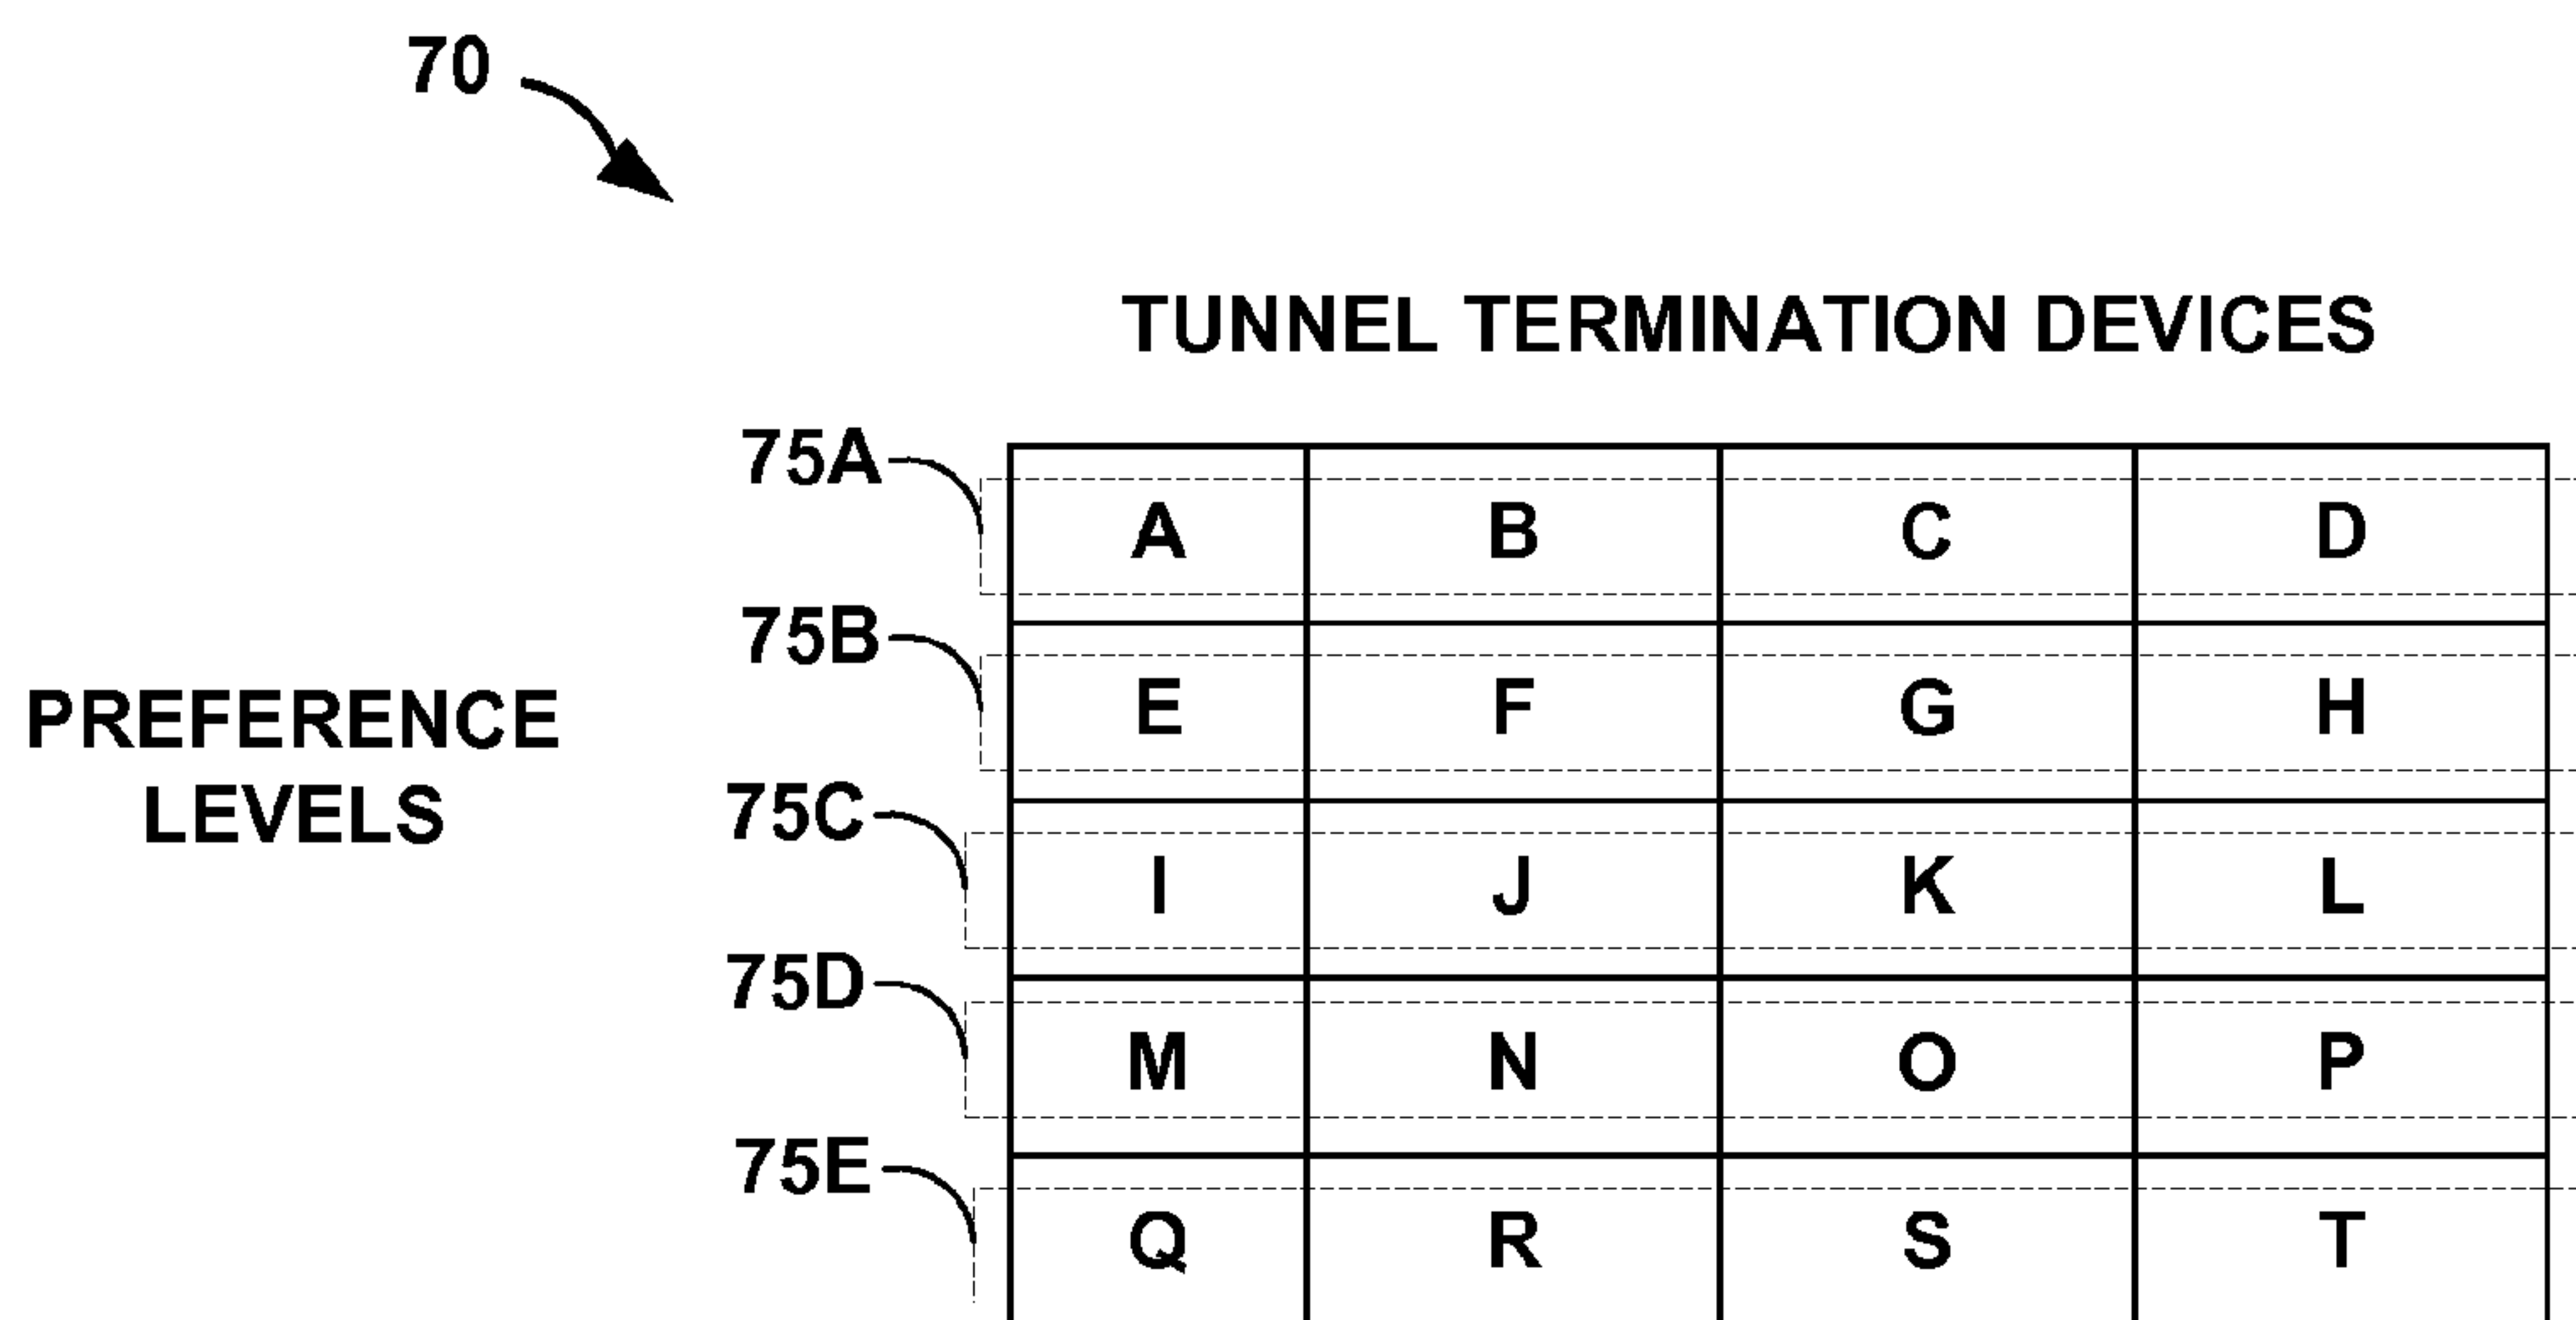 70
TUNNEL TERMINATION DEVICES
75A
A B C D
75B
E F G H
PREFERENCE
LEVELS
75C
I J K L
75D
M N O P
75E
Q R S T